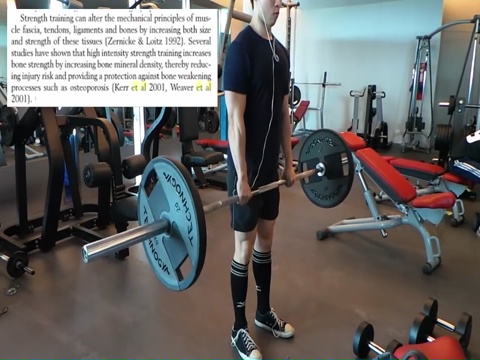 Strength training can alter the mechanical principles of mus-
cle fascia, tendons, ligaments and bones by increasing both size
and strength of these tissues {Zernicke & Loitz 1992}. Several
studies have shown that high intensity strength training increases
bone strength by increasing bone mineral density, thereby reduc-
ing injury risk and providing a protection against bone weakening
processes such as osteoporosis {Kerr et al 2001, Weaver et al
2001}.
TECHNOGYM
20